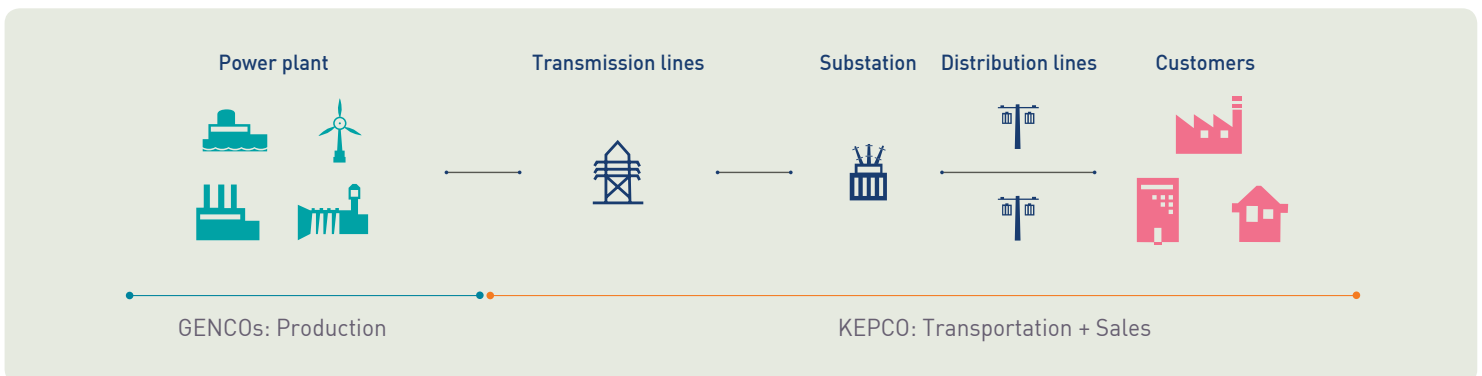 Power plant
Transmission lines
Substation
Distribution lines
Customers
GENCOs: Production
KEPCO: Transportation + Sales